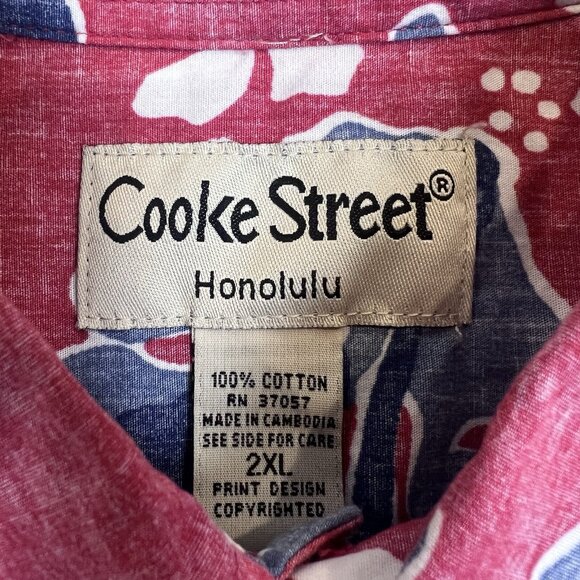 Cooke Street®
Honolulu
100% COTTON
RN 37057
MADE IN CAMBODIA
SEE SIDE FOR CARE
2XL
PRINT DESIGN
COPYRIGHTED